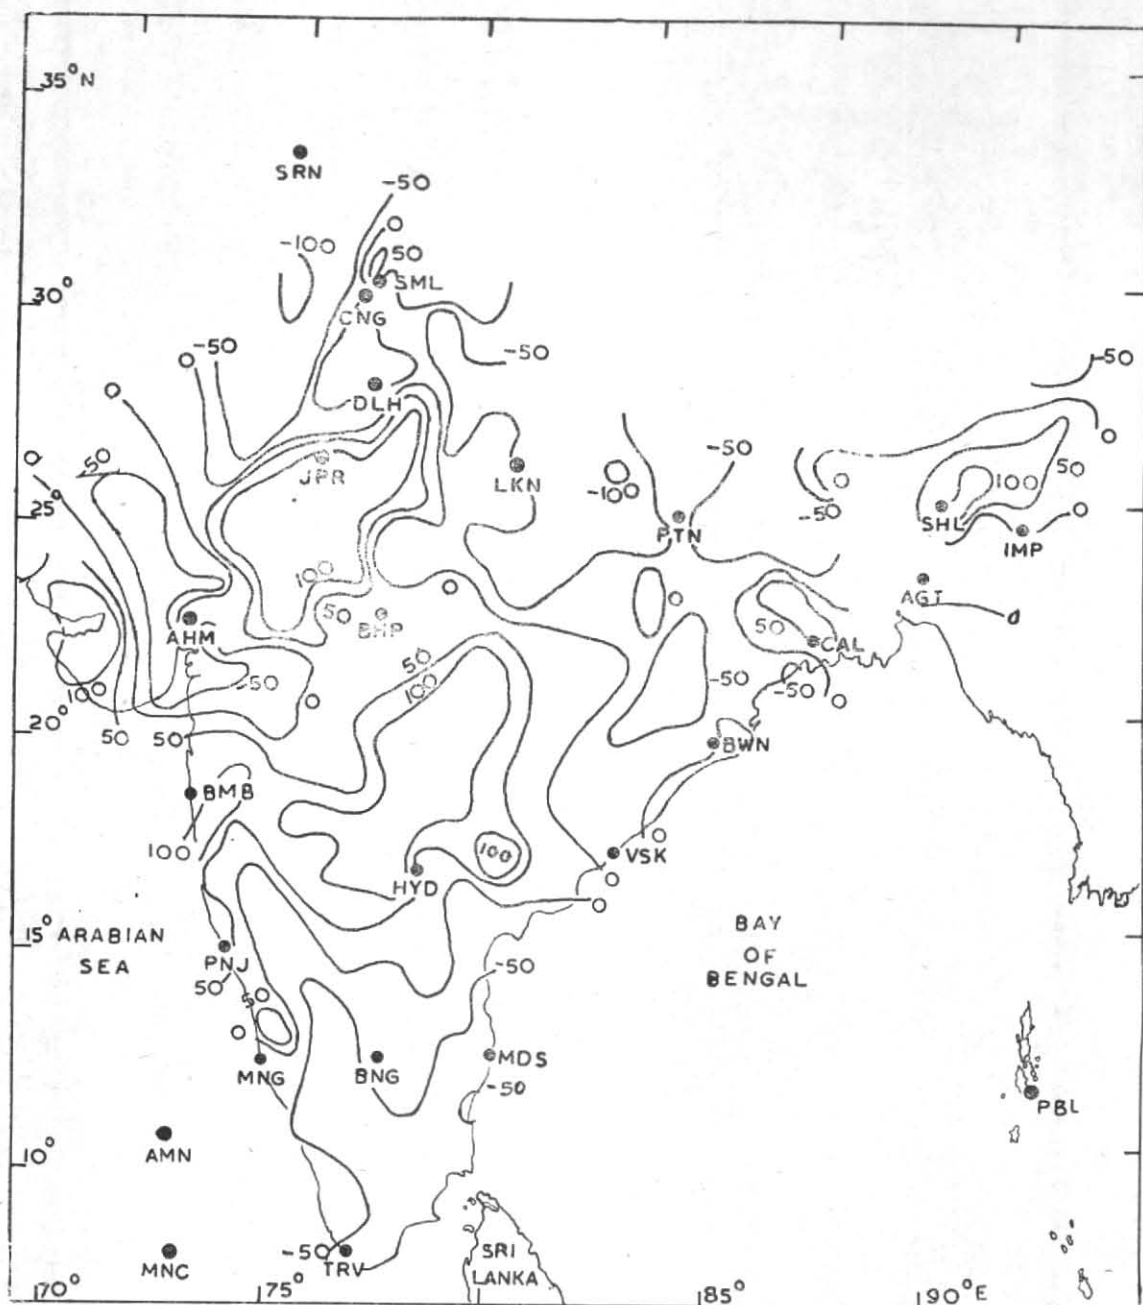 35°N
SRN
-50
0
-100
50
SML
30°
CNG
-50
0
-50
-50
0
DLH
0
0
50
JPR
LKN
0
-100
-50
0
-50
50
100
25°
PTN
SHL
0
IMP
100
0
0
AGT
50
BHP
AHM
50
CAL
0
50
100
50
100
0
-50
-50
0
20°
50
50
BWN
BMB
100
100
0
VSK
HYD
0
0
15°
ARABIAN
SEA
PNJ
50
50
0
-50
BAY
OF
BENGAL
MNG
BNG
MDS
-50
PBL
AMN
10°
-50
MNC
TRV
SRI
LANKA
70°
75°
85°
90°E